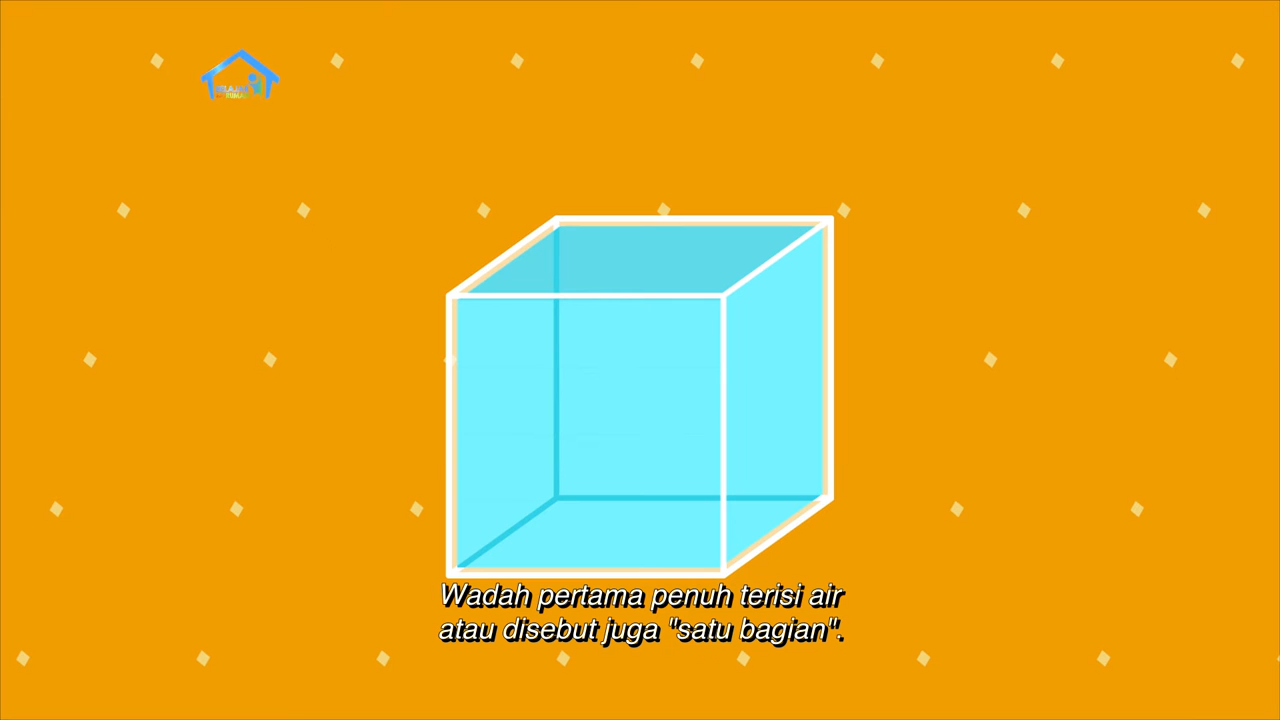 Wadah pertama penuh terisi air
atau disebut juga "satu bagian".